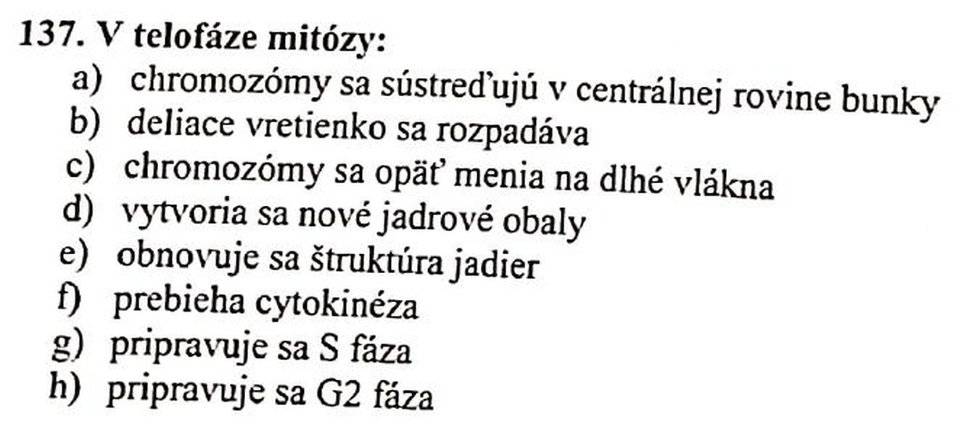 137. V telofáze mitózy:
a) chromozómy sa sústreďujú v centrálnej rovine bunky
b) deliace vretienko sa rozpadáva
c) chromozómy sa opäť menia na dlhé vlákna
d) vytvoria sa nové jadrové obaly
e) obnovuje sa štruktúra jadier
f) prebieha cytokinéza
g) pripravuje sa S fáza
h) pripravuje sa G2 fáza